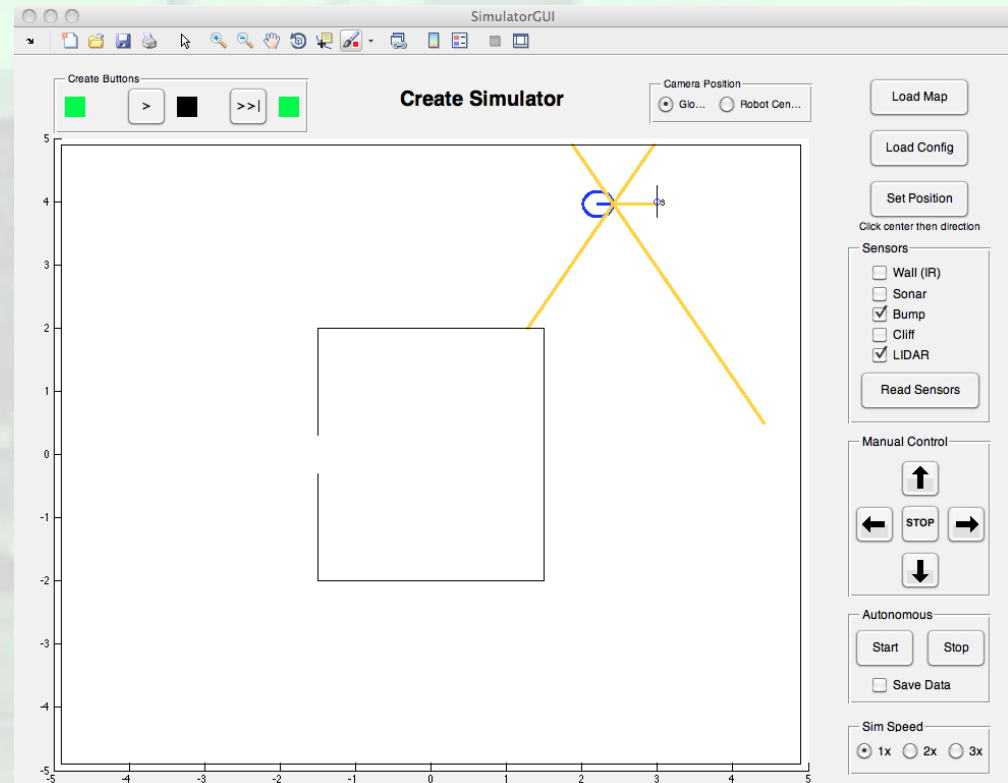 SimulatorGUI
Create Buttons
>
>>|
Create Simulator
Camera Position
Glo...
Robot Cen...
Load Map
Load Config
Set Position
Click center then direction
Sensors
Wall (IR)
Sonar
Bump
Cliff
LIDAR
Read Sensors
Manual Control
STOP
Autonomous
Start
Stop
Save Data
Sim Speed
1x
2x
3x
5
4
3
2
1
0
-1
-2
-3
-4
-5
-5 -4 -3 -2 -1 0 1 2 3 4 5